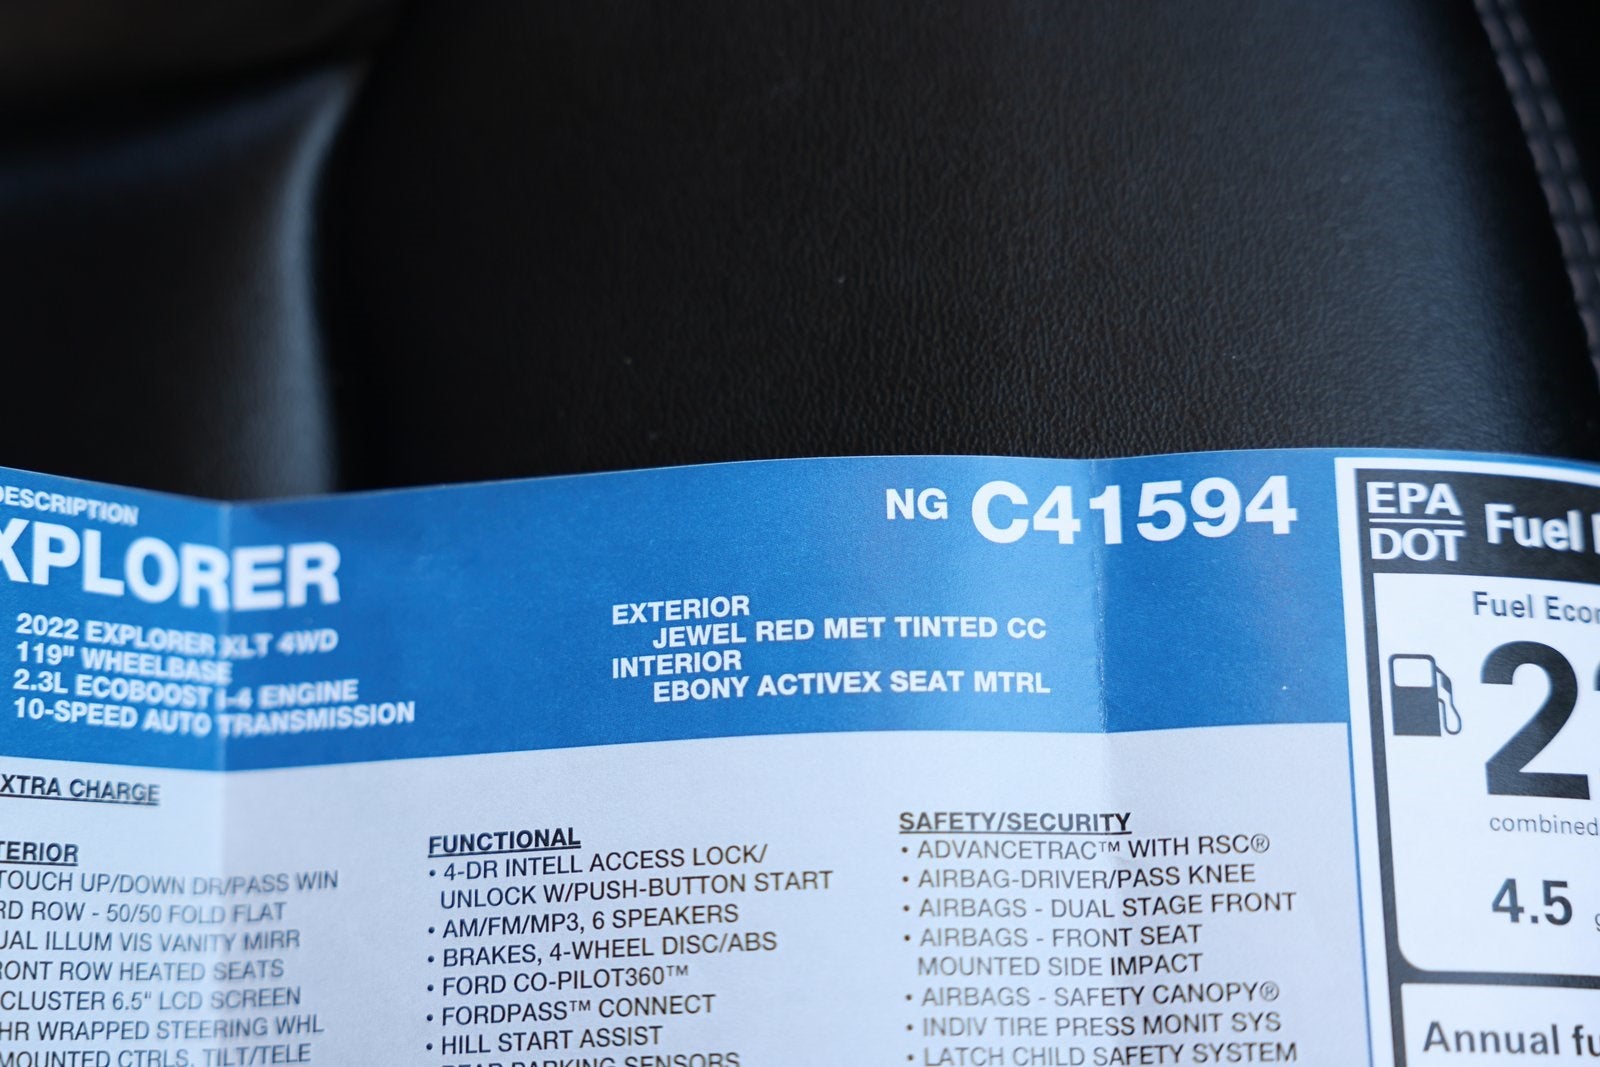 DESCRIPTION
XPLORER
2022 EXPLORER XLT 4WD
119" WHEELBASE
2.3L ECOBOOST I-4 ENGINE
10-SPEED AUTO TRANSMISSION
NG C41594
EXTERIOR
JEWEL RED MET TINTED CC
INTERIOR
EBONY ACTIVEX SEAT MTRL
XTRA CHARGE
TERIOR
TOUCH UP/DOWN DR/PASS WIN
RD ROW - 50/50 FOLD FLAT
UAL ILLUM VIS VANITY MIRR
RONT ROW HEATED SEATS
CLUSTER 6.5" LCD SCREEN
HR WRAPPED STEERING WHL
MOUNTED CTRLS, TILT/TELE
FUNCTIONAL
• 4-DR INTELL ACCESS LOCK/
UNLOCK W/PUSH-BUTTON START
• AM/FM/MP3, 6 SPEAKERS
• BRAKES, 4-WHEEL DISC/ABS
• FORD CO-PILOT360™
• FORDPASS™ CONNECT
• HILL START ASSIST
REAR PARKING SENSORS
SAFETY/SECURITY
• ADVANCETRAC™ WITH RSC®
• AIRBAG-DRIVER/PASS KNEE
• AIRBAGS - DUAL STAGE FRONT
• AIRBAGS - FRONT SEAT
MOUNTED SIDE IMPACT
• AIRBAGS - SAFETY CANOPY®
• INDIV TIRE PRESS MONIT SYS
• LATCH CHILD SAFETY SYSTEM
EPA
DOT
Fuel
Fuel Econ
2
combined
4.5
Annual fu